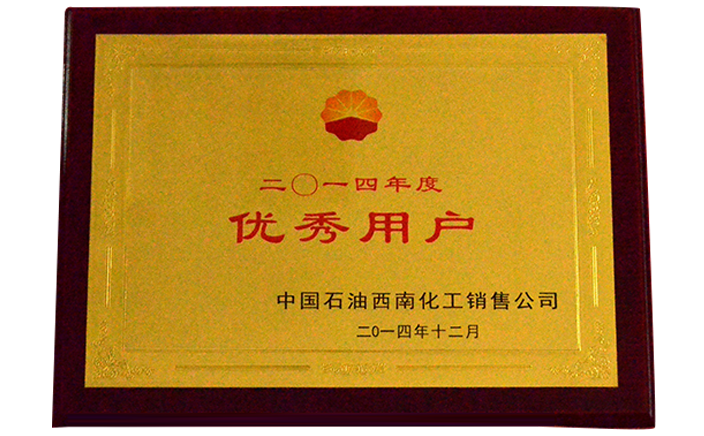 二〇一四年度
优秀用户
中国石油西南化工销售公司
二0一四年十二月